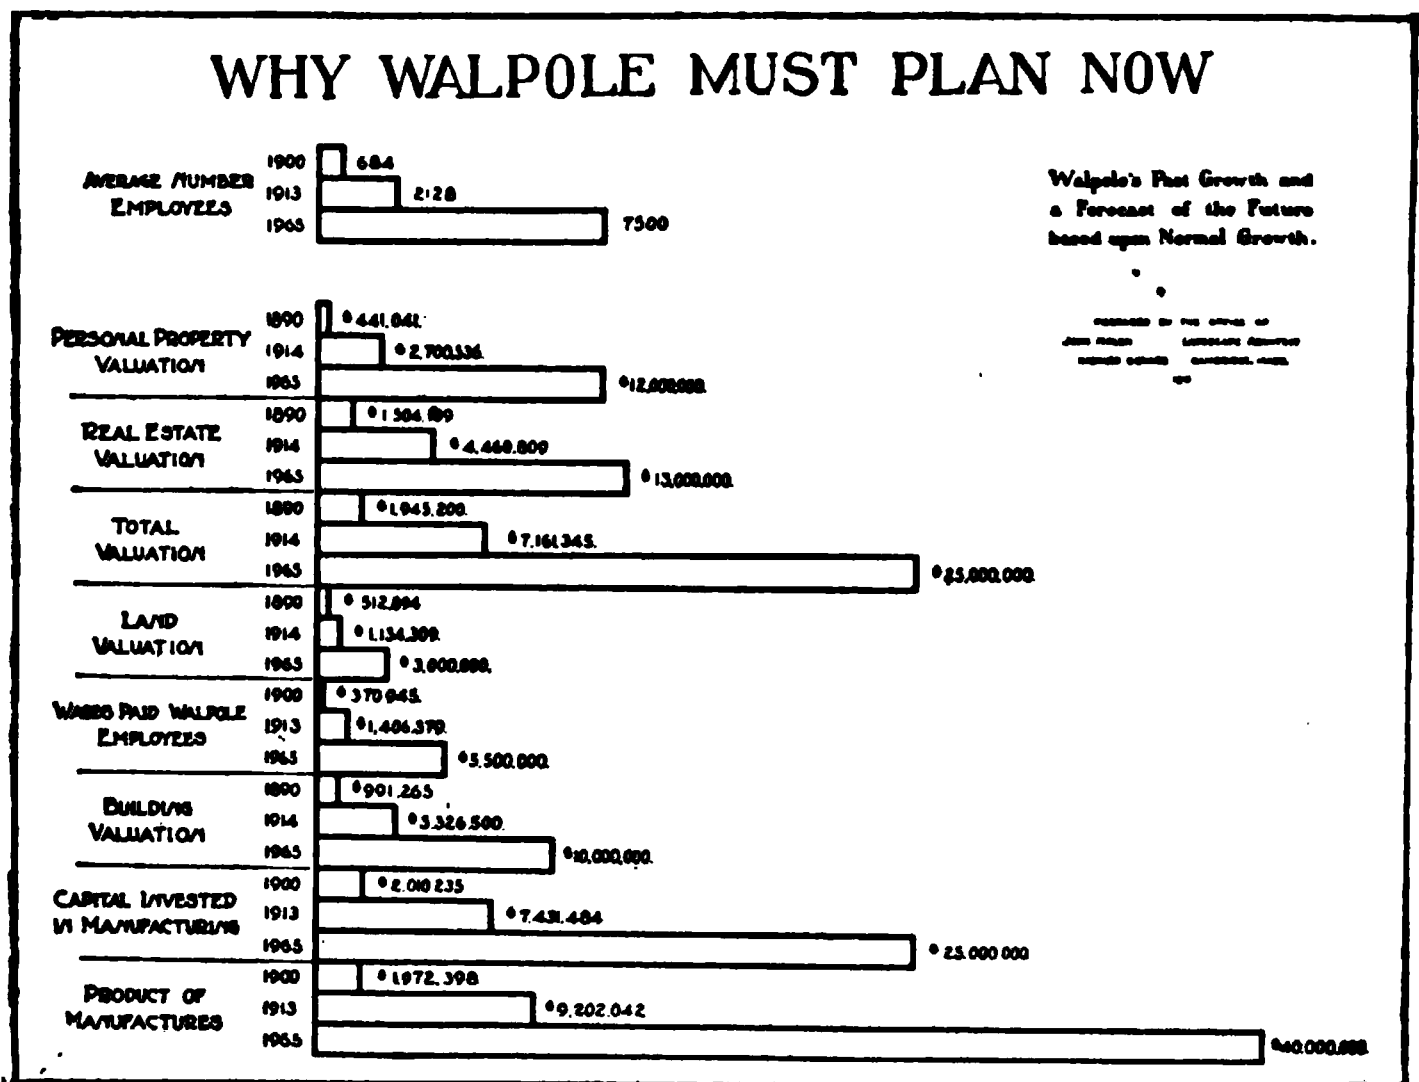 WHY WALPOLE MUST PLAN NOW
AVERAGE NUMBER
EMPLOYEES
1900 684
1913 2128
1965 7500
Walpole's Past Growth and
a Forecast of the Future
based upon Normal Growth.
PERSONAL PROPERTY
VALUATION
1890 $441,041.
1914 $2,700,536.
1965 $12,000,000.
REAL ESTATE
VALUATION
1890
1914 $4,460,809
1965 $13,000,000.
TOTAL
VALUATION
1890 $1,945,200.
1914 $7,161,345.
1965 $25,000,000.
LAND
VALUATION
1890 $512,894
1914 $1,134,309.
1965 $3,000,000.
WAGES PAID WALPOLE
EMPLOYEES
1900 $370,945.
1913 $1,406,379.
1965 $5,500,000.
BUILDING
VALUATION
1890 $991,265
1914 $3,326,500.
1965 $10,000,000.
CAPITAL INVESTED
IN MANUFACTURING
1900 $2,010,235
1913 $7,431,484
1965 $25,000,000
PRODUCT OF
MANUFACTURES
1900 $1,972,398
1913 $9,202,042
1965 $40,000,000.